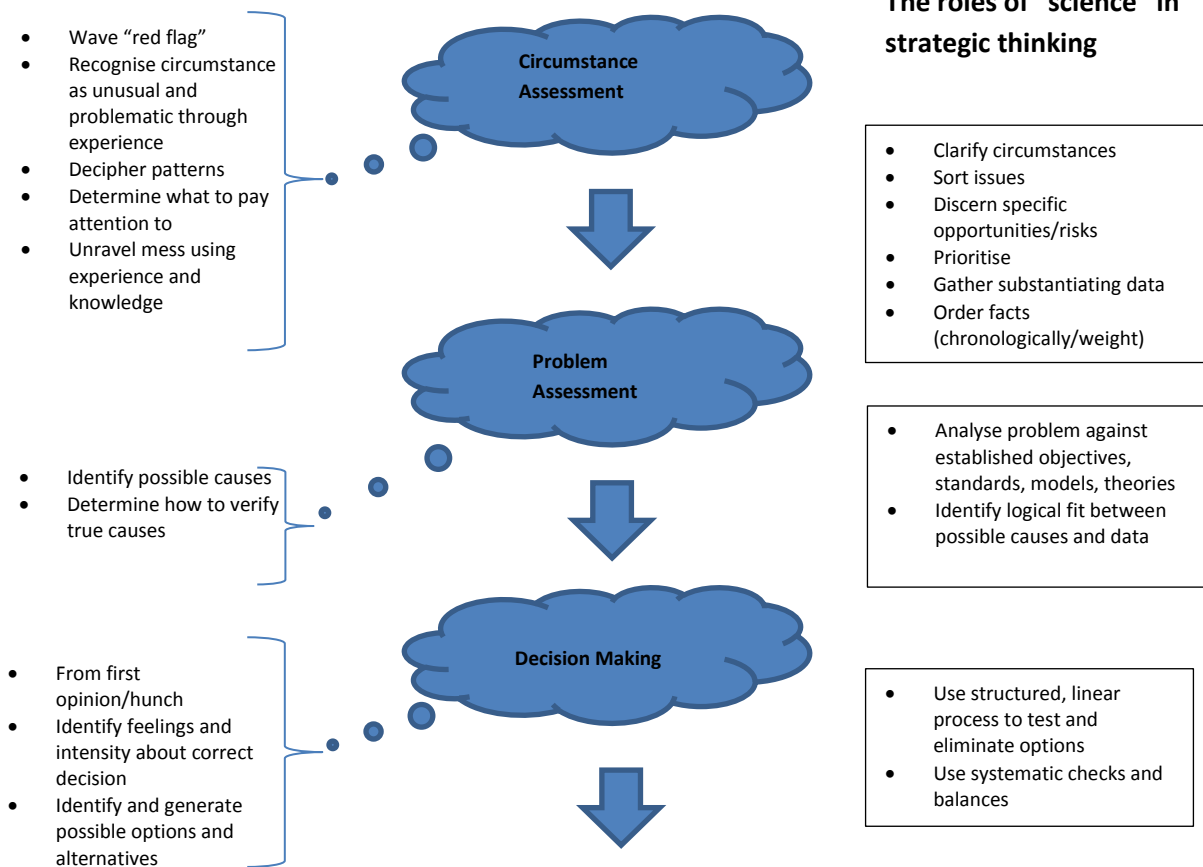 The roles of "science" in
strategic thinking
• Wave “red flag”
• Recognise circumstance
as unusual and
problematic through
experience
• Decipher patterns
• Determine what to pay
attention to
• Unravel mess using
experience and
knowledge
Circumstance
Assessment
• Clarify circumstances
• Sort issues
• Discern specific
opportunities/risks
• Prioritise
• Gather substantiating data
• Order facts
(chronologically/weight)
• Identify possible causes
• Determine how to verify
true causes
Problem
Assessment
• Analyse problem against
established objectives,
standards, models, theories
• Identify logical fit between
possible causes and data
• From first
opinion/hunch
• Identify feelings and
intensity about correct
decision
• Identify and generate
possible options and
alternatives
Decision Making
• Use structured, linear
process to test and
eliminate options
• Use systematic checks and
balances